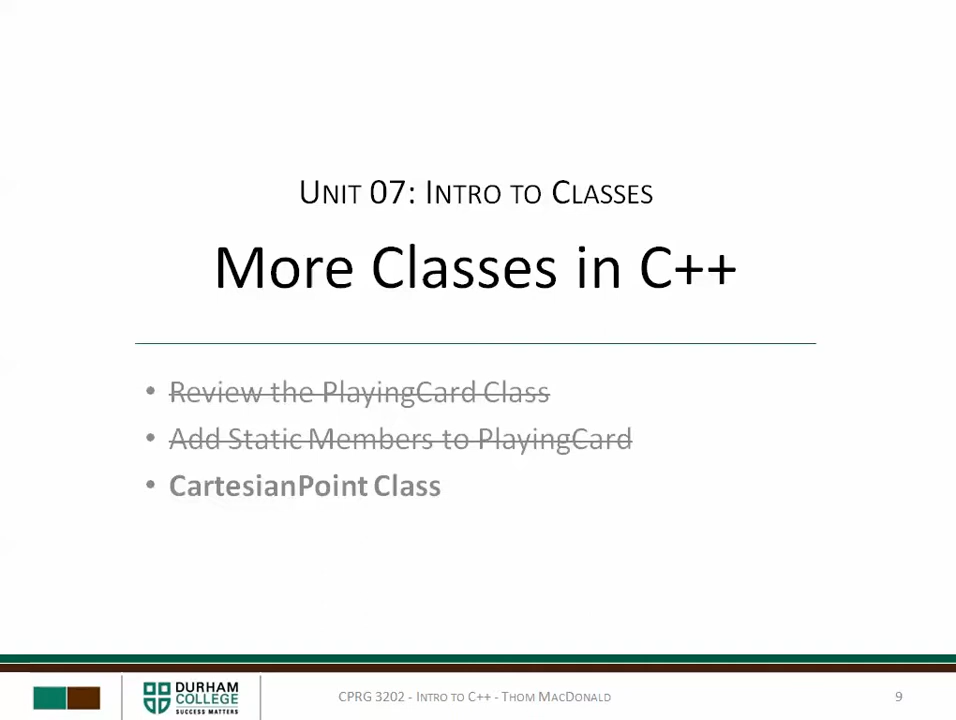 Unit 07: Intro to Classes
More Classes in C++
• Review the PlayingCard Class
• Add Static Members to PlayingCard
• CartesianPoint Class
DURHAM
COLLEGE
SUCCESS MATTERS
CPRG 3202 - Intro to C++ - Thom MacDonald
9